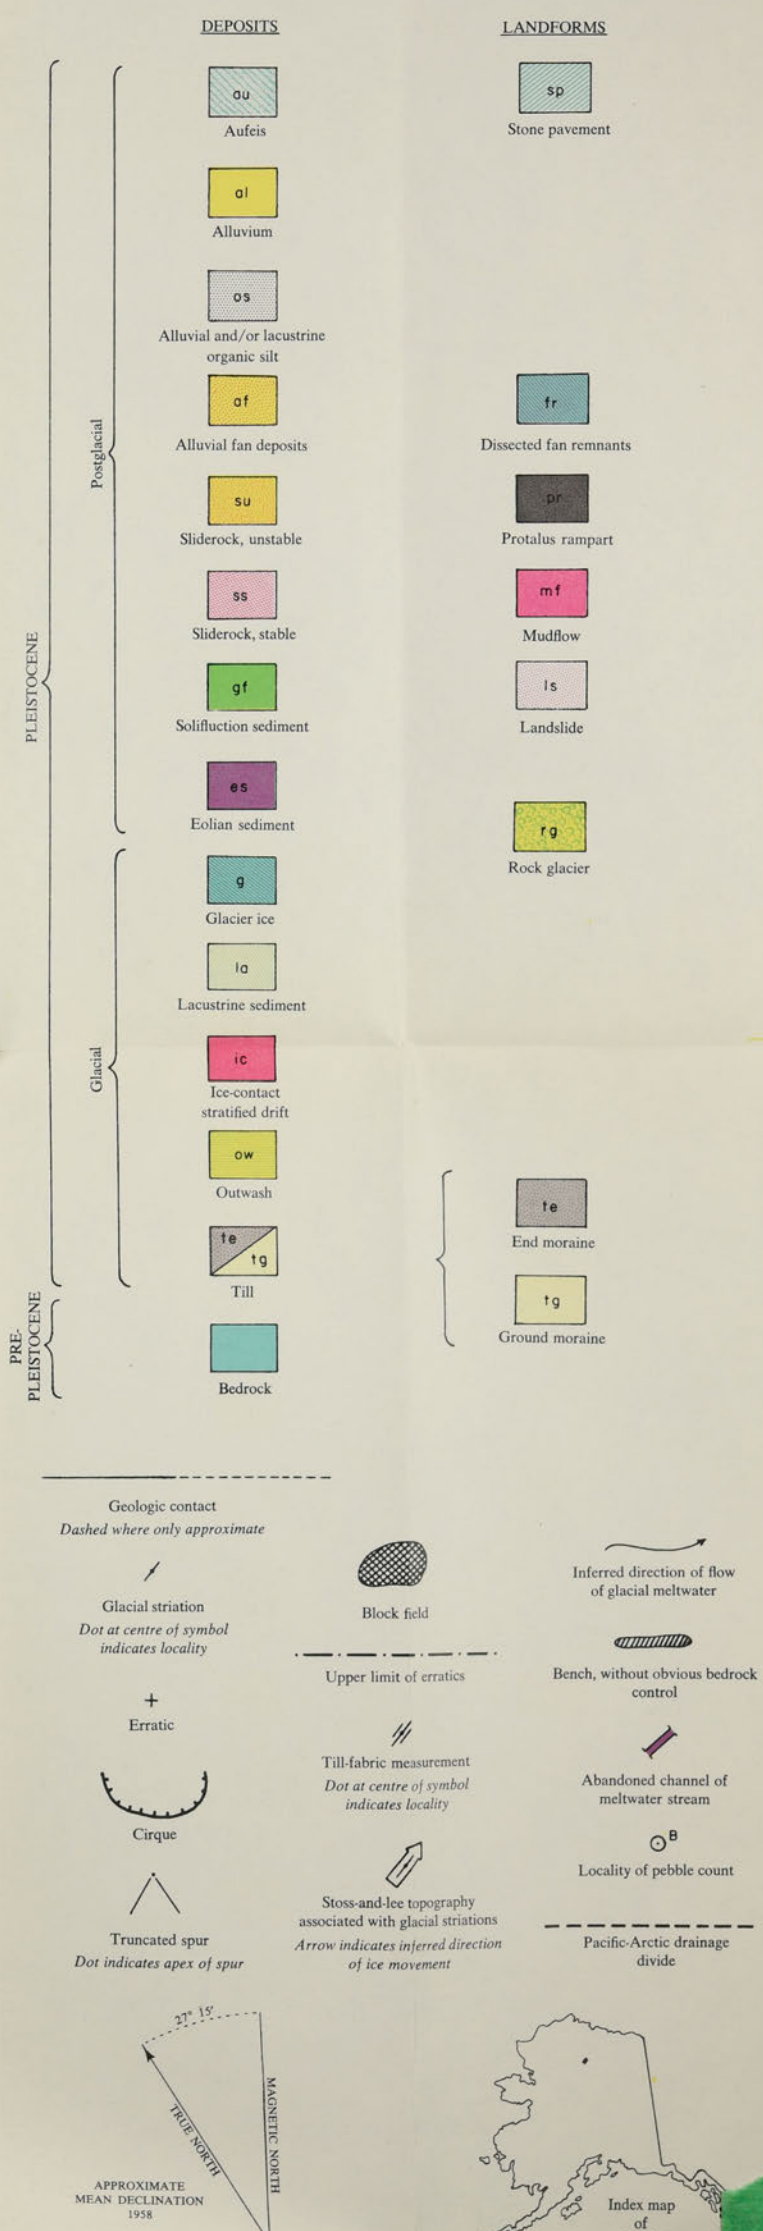 DEPOSITS
au
Aufeis
al
Alluvium
os
Alluvial and/or lacustrine
organic silt
af
Alluvial fan deposits
su
Sliderock, unstable
ss
Sliderock, stable
gf
Solifluction sediment
es
Eolian sediment
g
Glacier ice
la
Lacustrine sediment
ic
Ice-contact
stratified drift
ow
Outwash
te
tg
Till
Bedrock
PLEISTOCENE
Postglacial
Glacial
PRE-
PLEISTOCENE
LANDFORMS
sp
Stone pavement
fr
Dissected fan remnants
pr
Protalus rampart
mf
Mudflow
ls
Landslide
rg
Rock glacier
te
End moraine
tg
Ground moraine
Geologic contact
Dashed where only approximate
Glacial striation
Dot at centre of symbol
indicates locality
Erratic
Cirque
Truncated spur
Dot indicates apex of spur
Block field
Upper limit of erratics
Till-fabric measurement
Dot at centre of symbol
indicates locality
Stoss-and-lee topography
associated with glacial striations
Arrow indicates inferred direction
of ice movement
Inferred direction of flow
of glacial meltwater
Bench, without obvious bedrock
control
Abandoned channel of
meltwater stream
B
Locality of pebble count
Pacific-Arctic drainage
divide
27° 15'
TRUE NORTH
MAGNETIC NORTH
APPROXIMATE
MEAN DECLINATION
1958
Index map
of